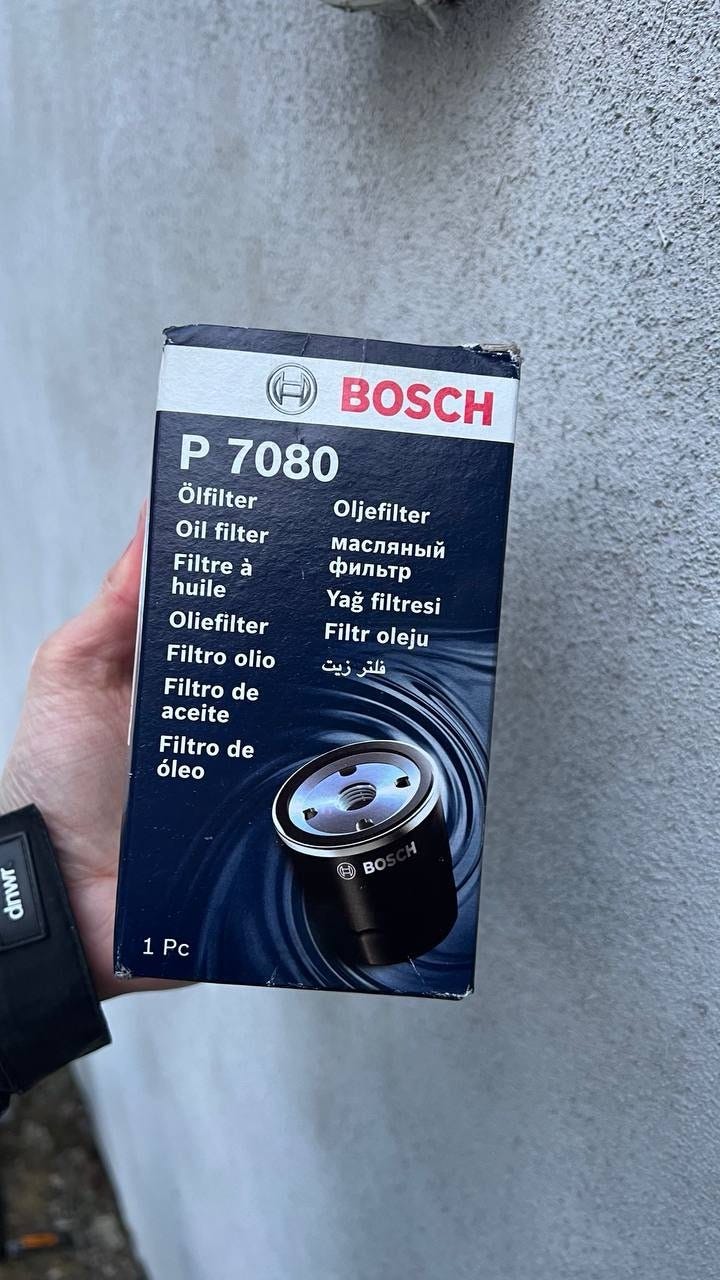 BOSCH
P 7080
Ölfilter
Oil filter
Filtre à
huile
Oliefilter
Filtro olio
Filtro de
aceite
Filtro de
óleo
Oljefilter
масляный
фильтр
Yağ filtresi
Filtr oleju
فلتر زيت
BOSCH
1 Pc
dnwr